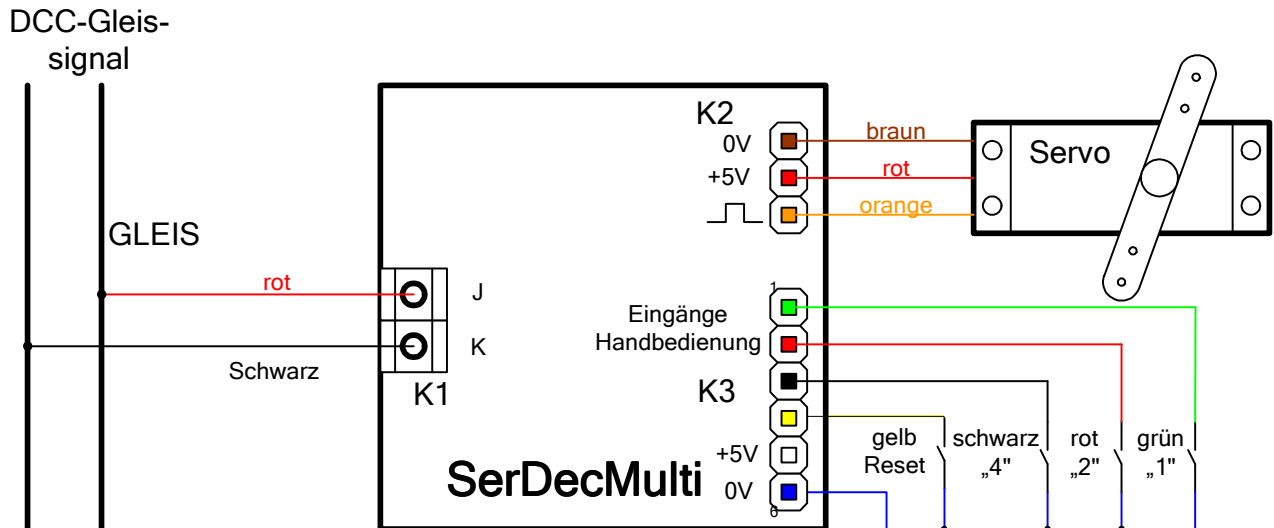 DCC-Gleis-
signal
K2
0V
braun
Servo
+5V
rot
orange
GLEIS
rot
J
1
Eingänge
Handbedienung
K
Schwarz
K1
K3
gelb
Reset
schwarz
„4"
rot
„2"
grün
„1"
+5V
SerDecMulti
0V
6